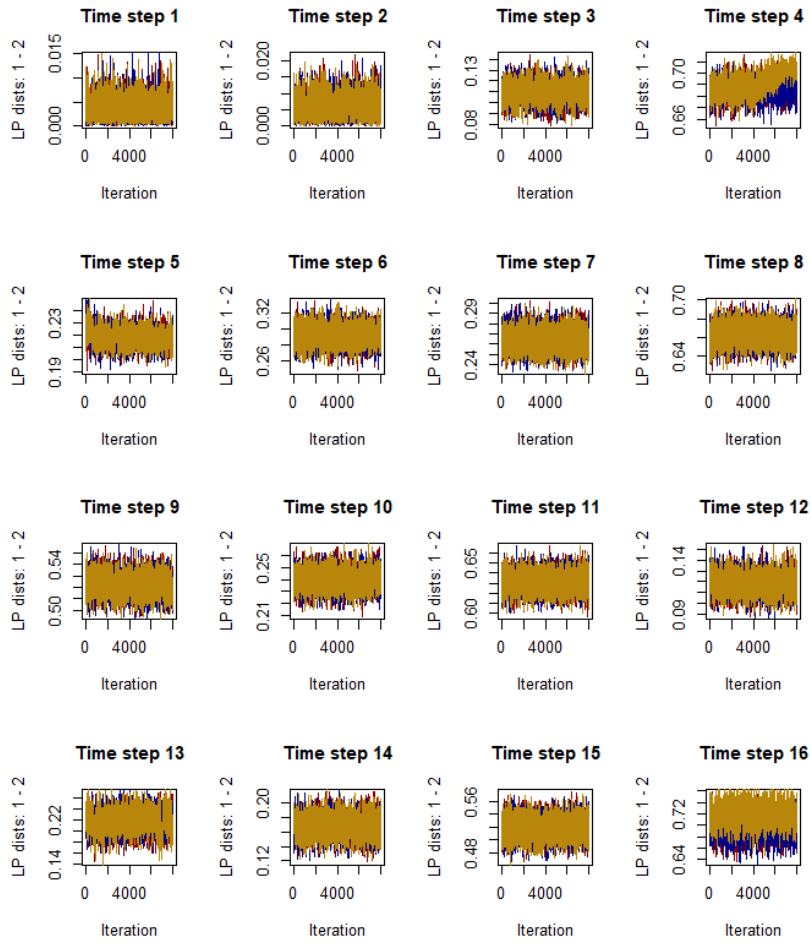 Time step 1
Time step 2
Time step 3
Time step 4
LP dists: 1 - 2
0.000
0.015
0
4000
Iteration
LP dists: 1 - 2
0.000
0.020
0
4000
Iteration
LP dists: 1 - 2
0.08
0.13
0
4000
Iteration
LP dists: 1 - 2
0.66
0.70
0
4000
Iteration
Time step 5
Time step 6
Time step 7
Time step 8
LP dists: 1 - 2
0.19
0.23
0
4000
Iteration
LP dists: 1 - 2
0.26
0.32
0
4000
Iteration
LP dists: 1 - 2
0.24
0.29
0
4000
Iteration
LP dists: 1 - 2
0.64
0.70
0
4000
Iteration
Time step 9
Time step 10
Time step 11
Time step 12
LP dists: 1 - 2
0.50
0.54
0
4000
Iteration
LP dists: 1 - 2
0.21
0.25
0
4000
Iteration
LP dists: 1 - 2
0.60
0.65
0
4000
Iteration
LP dists: 1 - 2
0.09
0.14
0
4000
Iteration
Time step 13
Time step 14
Time step 15
Time step 16
LP dists: 1 - 2
0.14
0.22
0
4000
Iteration
LP dists: 1 - 2
0.12
0.20
0
4000
Iteration
LP dists: 1 - 2
0.48
0.56
0
4000
Iteration
LP dists: 1 - 2
0.64
0.72
0
4000
Iteration